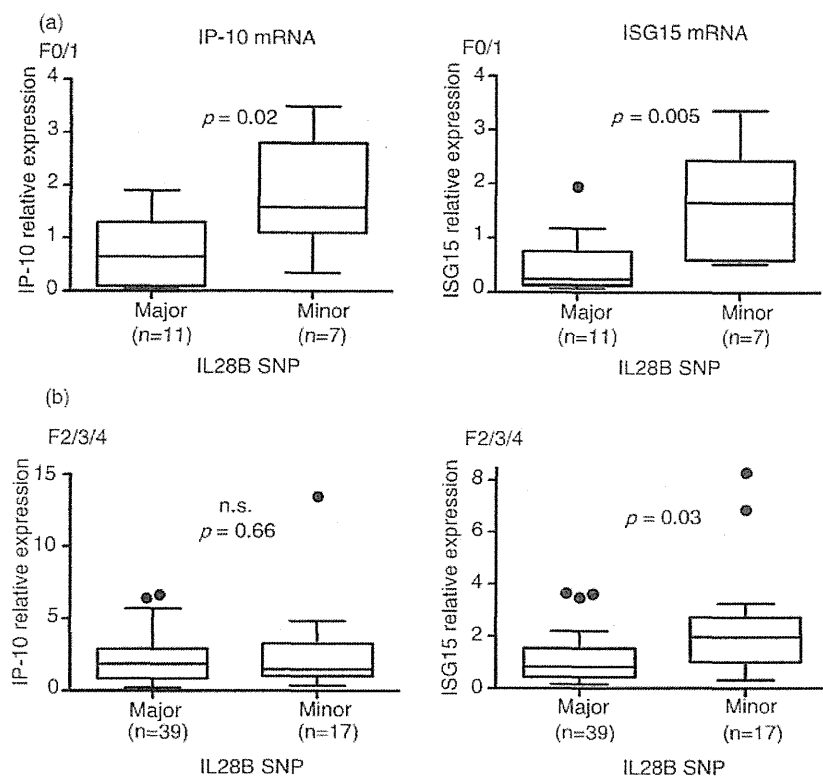 (a)
F0/1
IP-10 mRNA
IP-10 relative expression
4
3
2
1
0
p = 0.02
Major
(n=11)
Minor
(n=7)
IL28B SNP
ISG15 mRNA
F0/1
ISG15 relative expression
4
3
2
1
0
p = 0.005
Major
(n=11)
Minor
(n=7)
IL28B SNP
(b)
F2/3/4
IP-10 relative expression
15
10
5
0
n.s.
p = 0.66
Major
(n=39)
Minor
(n=17)
IL28B SNP
F2/3/4
ISG15 relative expression
8
6
4
2
0
p = 0.03
Major
(n=39)
Minor
(n=17)
IL28B SNP